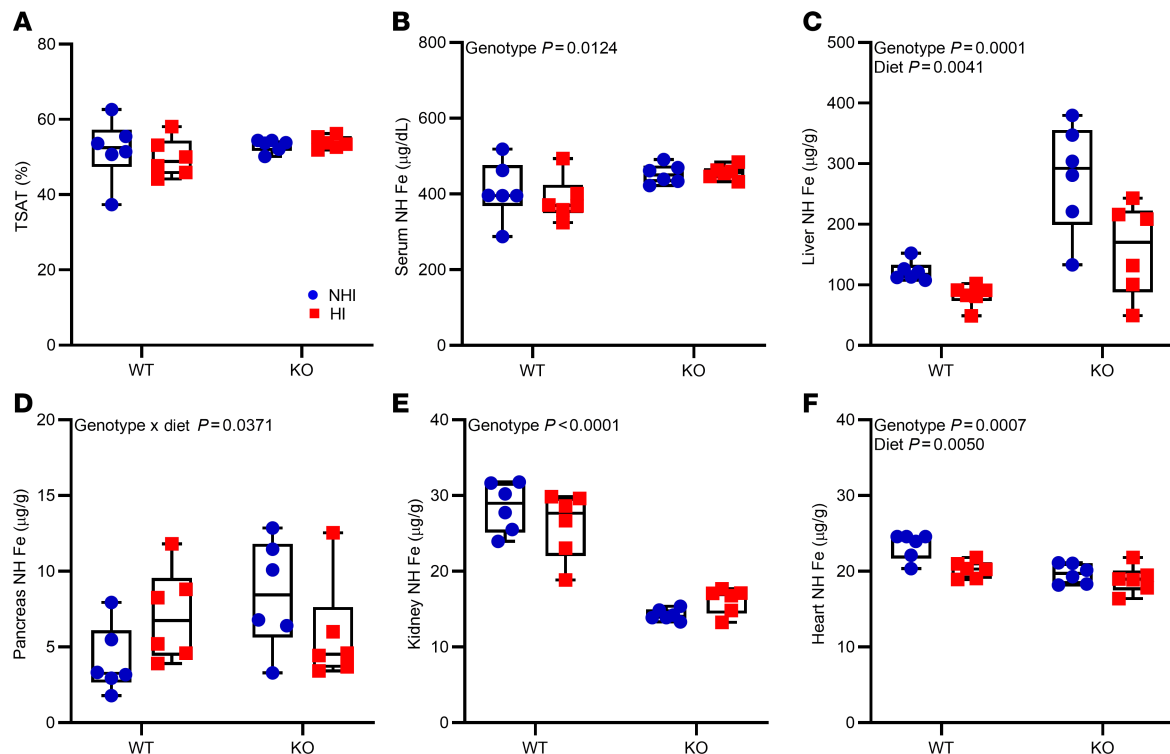 A
TSAT (%)
80
60
40
20
0
NHI
HI
WT
KO
B
Genotype P=0.0124
Serum NH Fe (μg/dL)
800
600
400
200
0
WT
KO
C
Genotype P=0.0001
Diet P=0.0041
Liver NH Fe (μg/g)
500
400
300
200
100
0
WT
KO
D
Genotype x diet P=0.0371
Pancreas NH Fe (μg/g)
20
15
10
5
0
WT
KO
E
Genotype P<0.0001
Kidney NH Fe (μg/g)
40
30
20
10
0
WT
KO
F
Genotype P=0.0007
Diet P=0.0050
Heart NH Fe (μg/g)
40
30
20
10
0
WT
KO